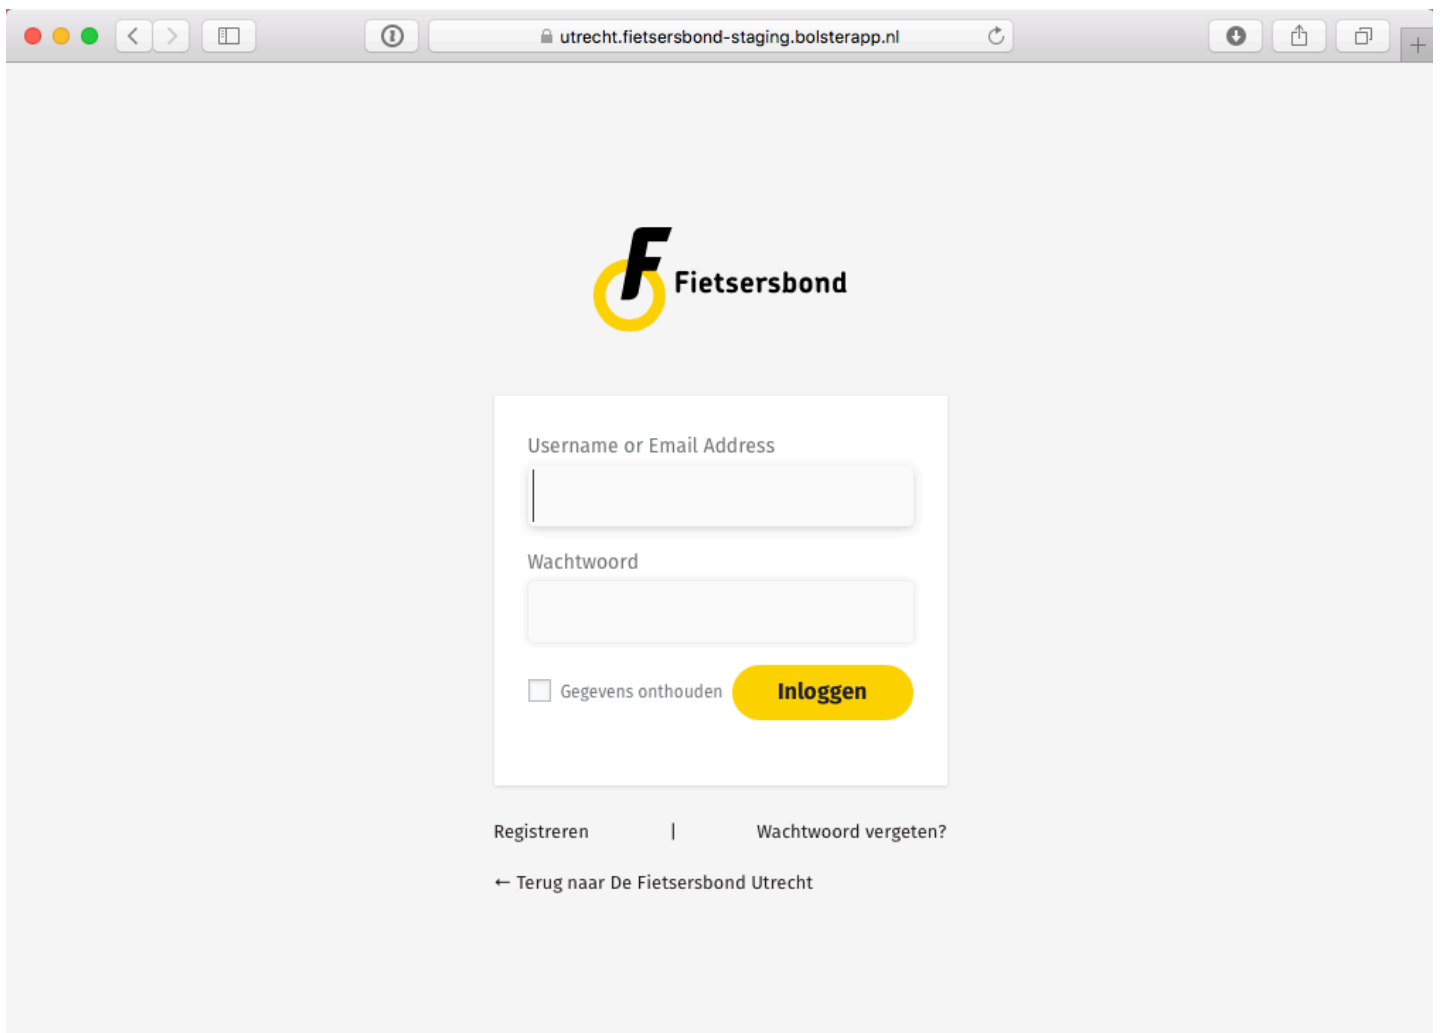 utrecht.fietsersbond-staging.bolsterapp.nl
Fietsersbond
Username or Email Address
Wachtwoord
Gegevens onthouden
Inloggen
Registreren | Wachtwoord vergeten?
← Terug naar De Fietsersbond Utrecht